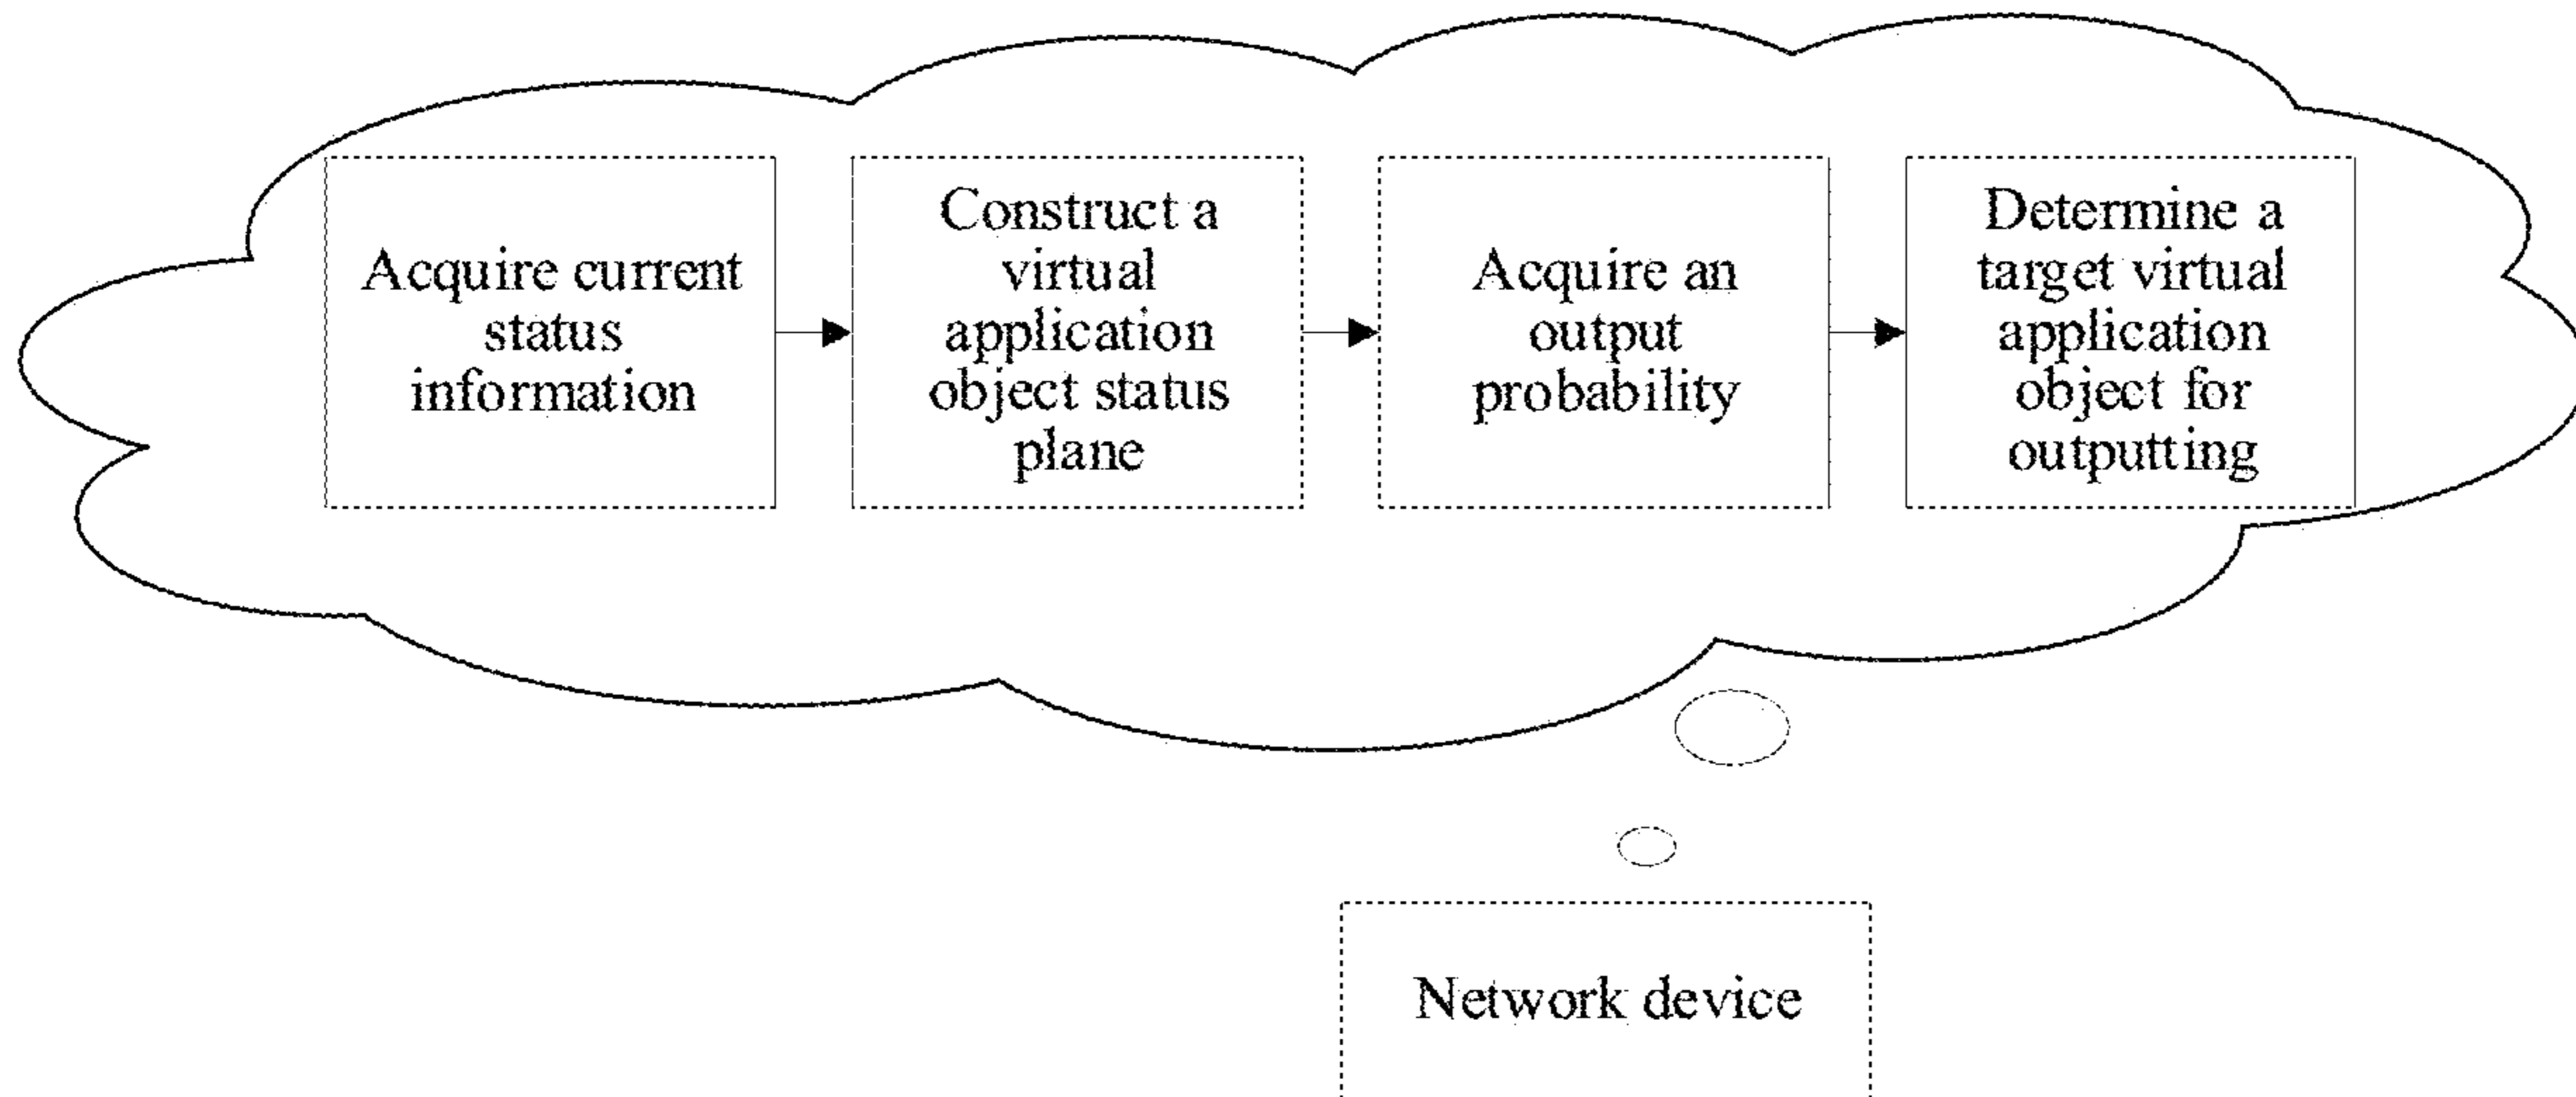 Acquire current
status
information
Construct a
virtual
application
object status
plane
Acquire an
output
probability
Determine a
target virtual
application
object for
outputting
Network device